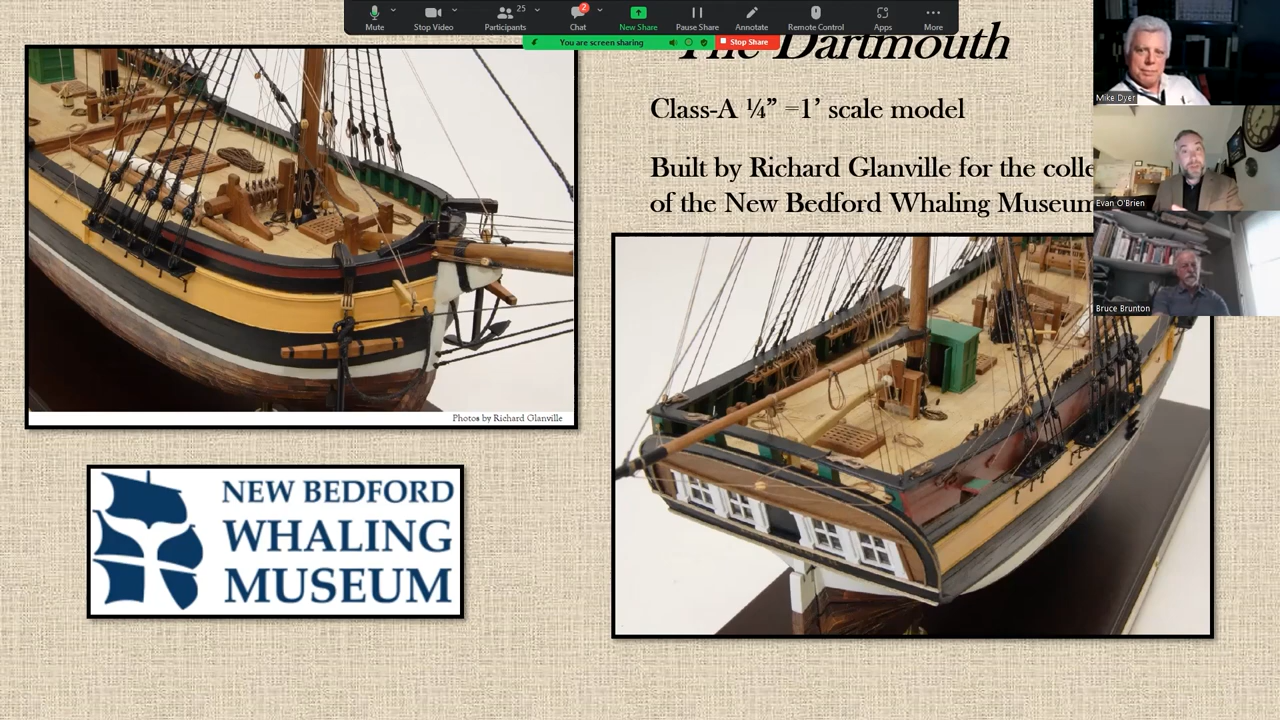 Mute
Stop Video
25
Participants
2
Chat
New Share
Pause Share
Annotate
Remote Control
Apps
More
You are screen sharing
Stop Share
The Dartmouth
Class-A ¼” =1’ scale model
Built by Richard Glanville for the colle
of the New Bedford Whaling Museum
Photos by Richard Glanville
NEW BEDFORD
WHALING
MUSEUM
Mike Dyer
Evan O'Brien
Bruce Brunton